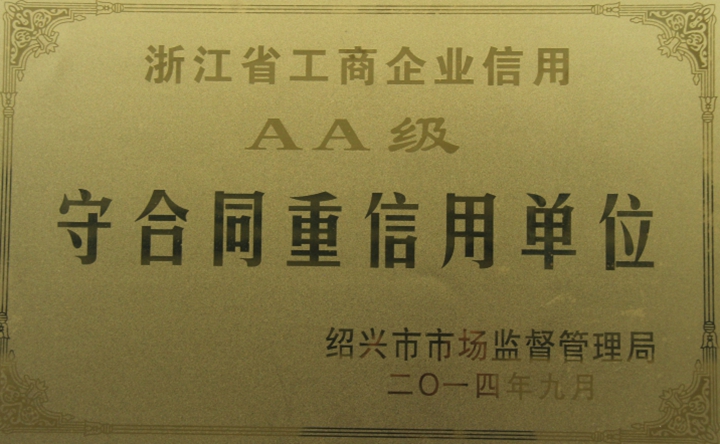 浙江省工商企业信用
AA级
守合同重信用单位
绍兴市市场监督管理局
二〇一四年九月